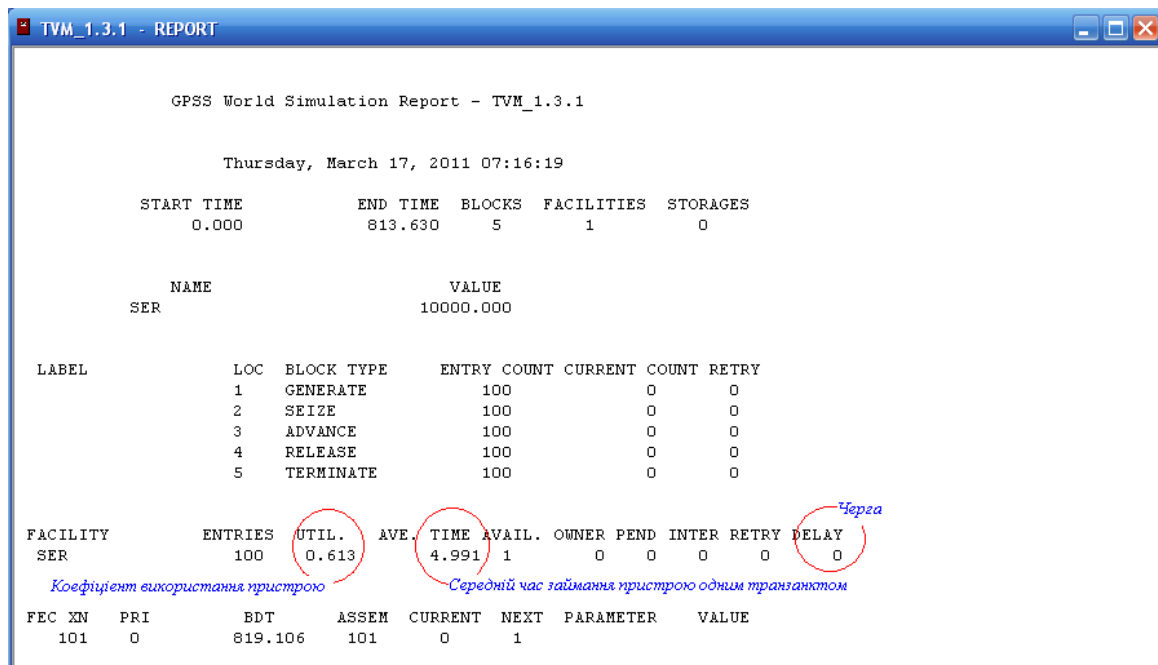 TVM_1.3.1 - REPORT
GPSS World Simulation Report - TVM_1.3.1
Thursday, March 17, 2011 07:16:19
START TIME END TIME BLOCKS FACILITIES STORAGES
0.000 813.630 5 1 0
NAME VALUE
SER 10000.000
LABEL LOC BLOCK TYPE ENTRY COUNT CURRENT COUNT RETRY
1 GENERATE 100 0 0
2 SEIZE 100 0 0
3 ADVANCE 100 0 0
4 RELEASE 100 0 0
5 TERMINATE 100 0 0
Черга
FACILITY ENTRIES UTIL. AVE. TIME AVAIL. OWNER PEND INTER RETRY DELAY
SER 100 0.613 4.991 1 0 0 0 0 0
Коефіцієнт використання пристрою Середній час займання пристрою одним транзанктом
FEC XN PRI BDT ASSEM CURRENT NEXT PARAMETER VALUE
101 0 819.106 101 0 1